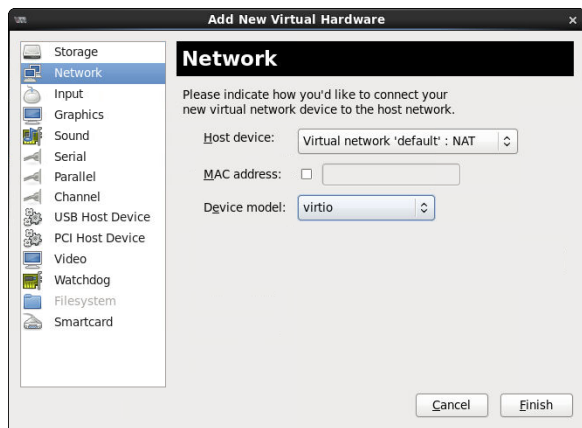 Add New Virtual Hardware
Storage
Network
Input
Graphics
Sound
Serial
Parallel
Channel
USB Host Device
PCI Host Device
Video
Watchdog
Filesystem
Smartcard
Network
Please indicate how you'd like to connect your
new virtual network device to the host network.
Host device: Virtual network 'default' : NAT
MAC address:
Device model: virtio
Cancel Finish